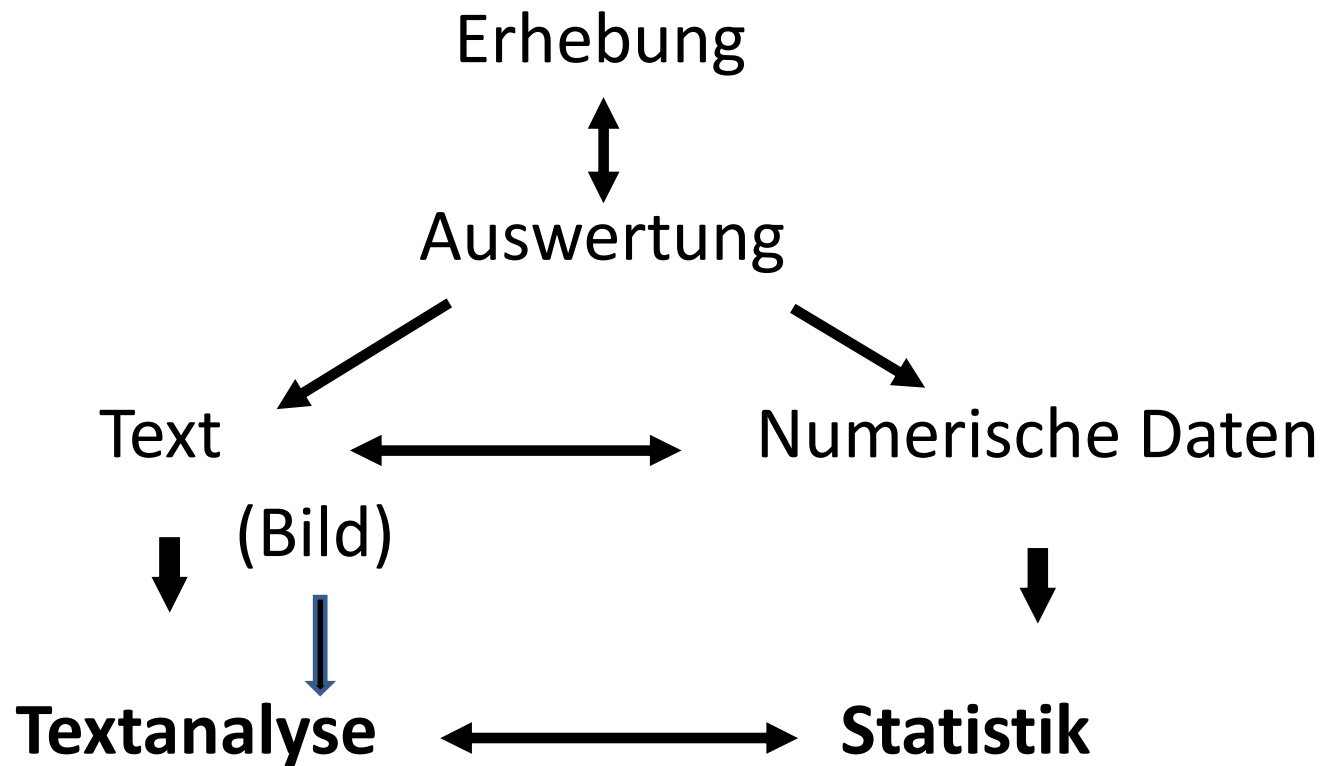 Erhebung
Auswertung
Text
Numerische Daten
(Bild)
Textanalyse
Statistik